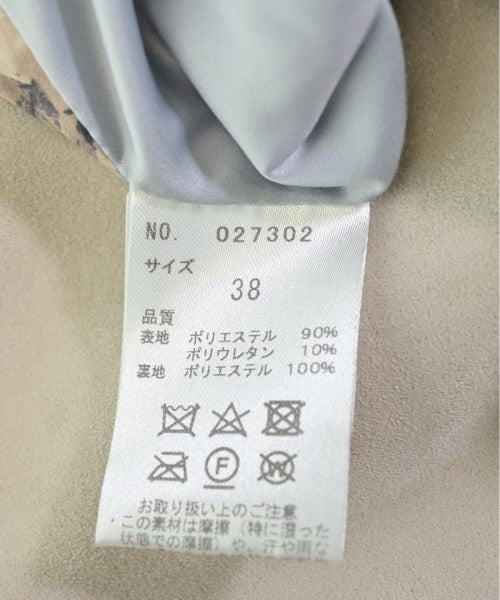 NO. 027302
サイズ
38
品質
表地 ポリエステル 90%
ポリウレタン 10%
裏地 ポリエステル 100%
F
W
お取り扱い上のご注意
この素材は摩擦(特に湿った
状態での摩擦)や、汗や雨な